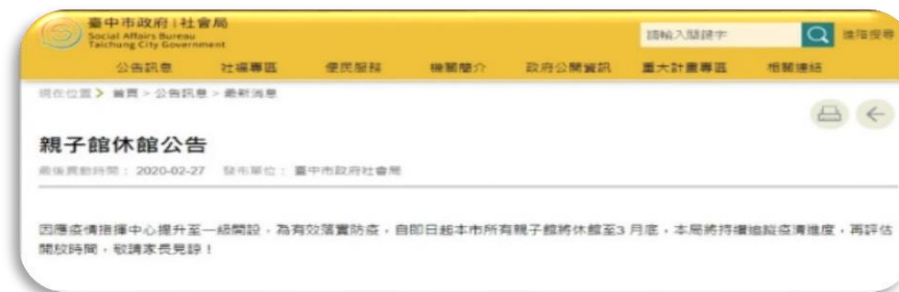 臺中市政府|社會局
Social Affairs Bureau
Taichung City Government
請輸入關鍵字
進階搜尋
公告訊息 社福專區 便民服務 機關簡介 政府公開資訊 重大計畫專區 相關連結
現在位置> 首頁 > 公告訊息 > 最新消息
親子館休館公告
最後異動時間： 2020-02-27 發布單位： 臺中市政府社會局
因應疫情指揮中心提升至一級開設，為有效落實防疫，自即日起本市所有親子館將休館至3 月底，本局將持續追蹤疫情進度，再評估
開放時間，敬請家長見諒！